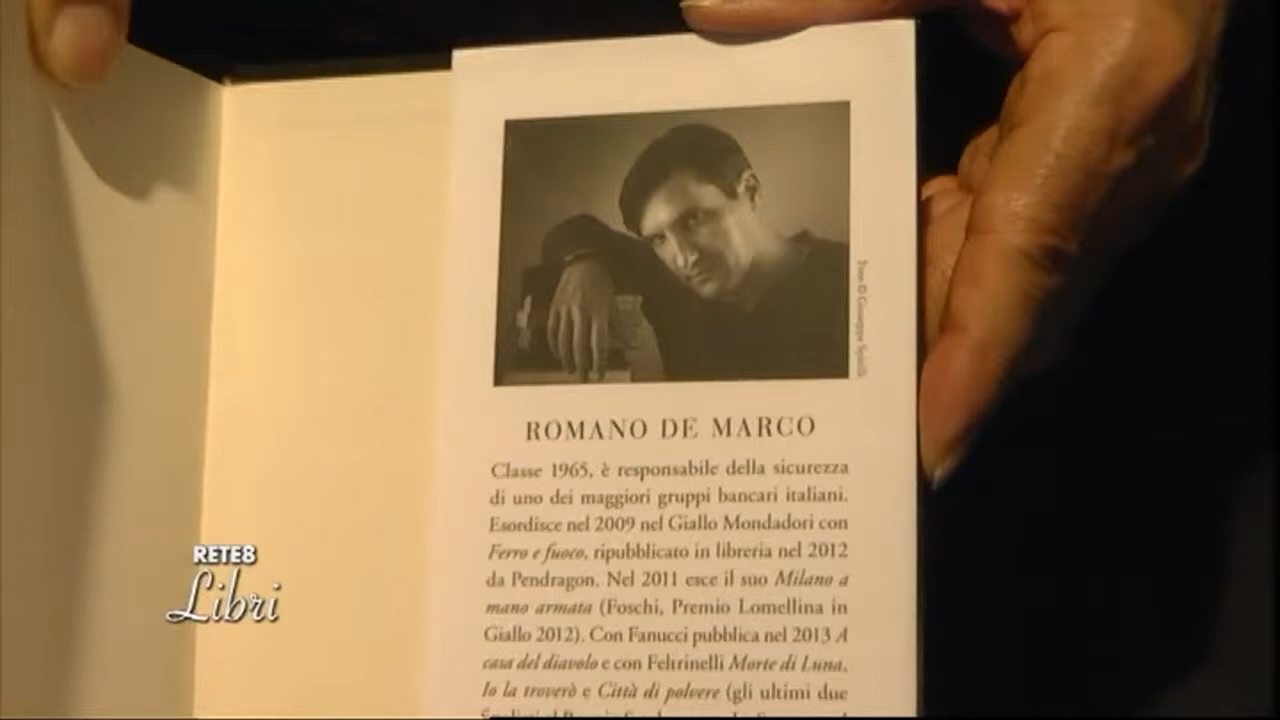 Foto © Giuseppe
ROMANO DE MARCO
Classe 1965, è responsabile della sicurezza
di uno dei maggiori gruppi bancari italiani.
Esordisce nel 2009 nel Giallo Mondadori con
Ferro e fuoco, ripubblicato in libreria nel 2012
da Pendragon. Nel 2011 esce il suo Milano a
mano armata (Foschi, Premio Lomellina in
Giallo 2012). Con Fanucci pubblica nel 2013 A
casa del diavolo e con Feltrinelli Morte di Luna,
Io la troverò e Città di polvere (gli ultimi due
RETE8
Libri